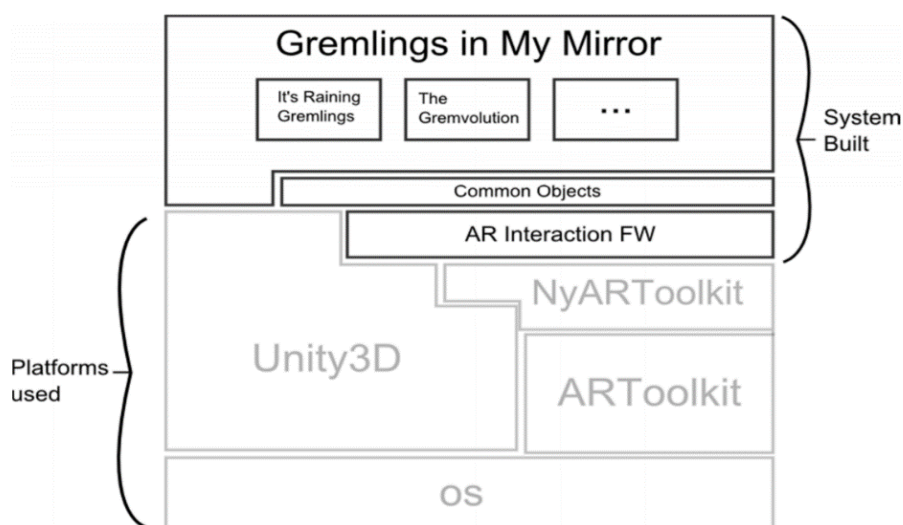 Gremlings in My Mirror
It's Raining
Gremlings
The
Gremvolution
...
System
Built
Common Objects
AR Interaction FW
NyARToolkit
Unity3D
Platforms
used
ARToolkit
os